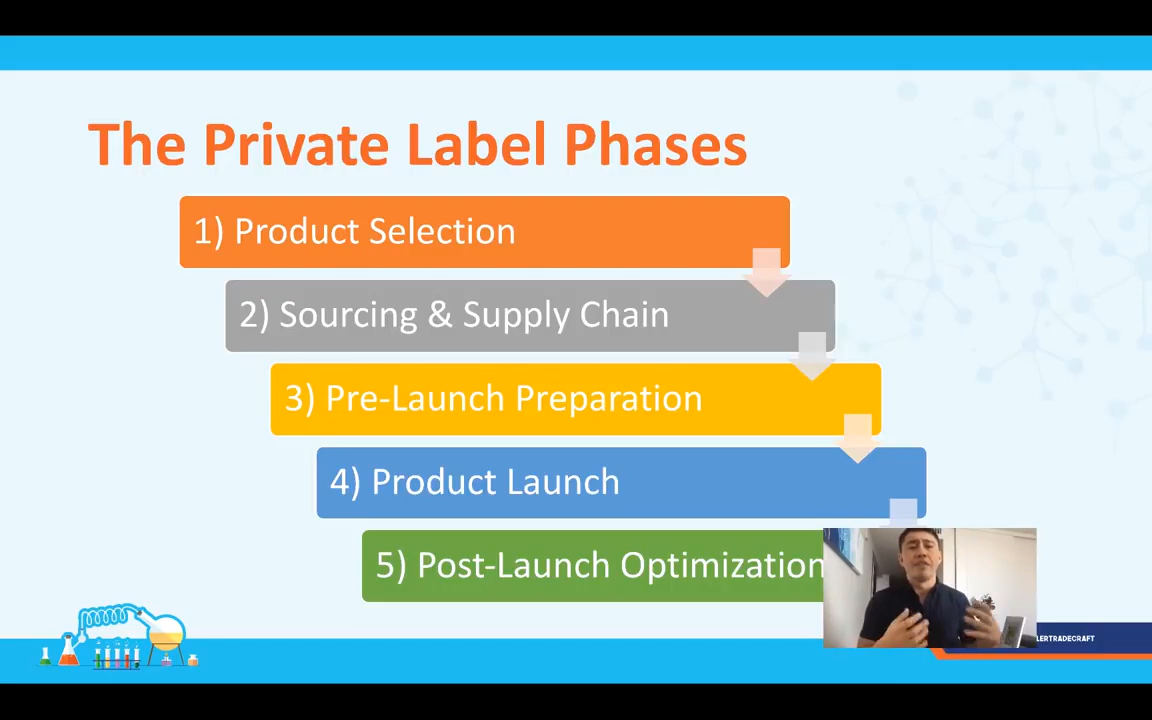 The Private Label Phases
1) Product Selection
2) Sourcing & Supply Chain
3) Pre-Launch Preparation
4) Product Launch
5) Post-Launch Optimization
LERTRADECRAFT